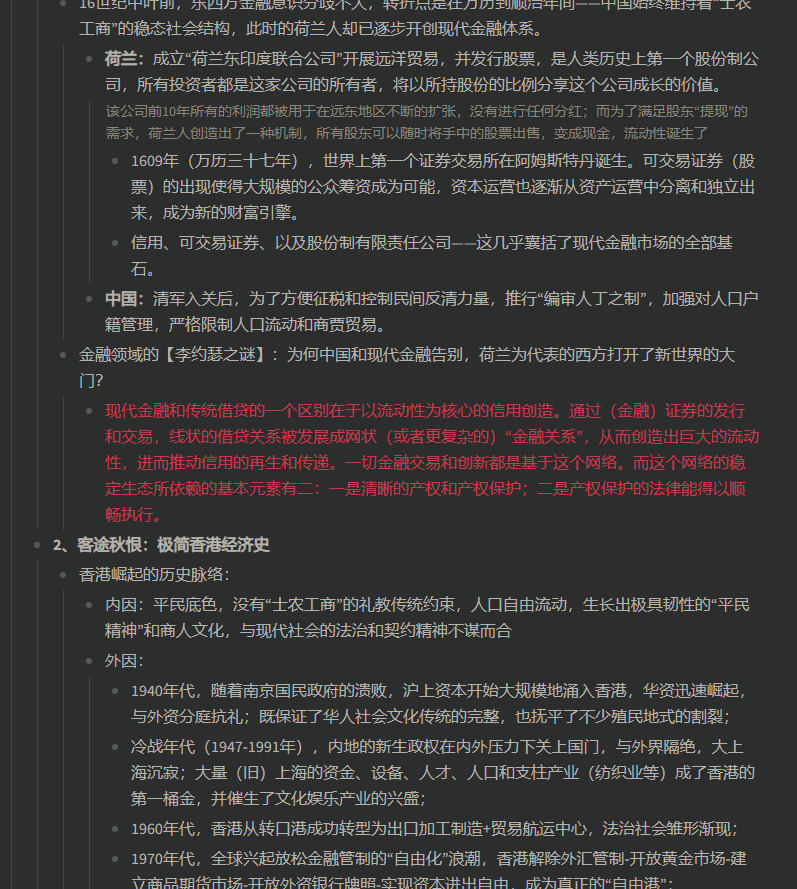 16世纪中叶前，东西方金融意识分歧不大，转折点是在万历到顺治年间——中国始终维持着“士农
工商”的稳态社会结构，此时的荷兰人却已逐步开创现代金融体系。
荷兰：成立“荷兰东印度联合公司”开展远洋贸易，并发行股票，是人类历史上第一个股份制公
司，所有投资者都是这家公司的所有者，将以所持股份的比例分享这个公司成长的价值。
该公司前10年所有的利润都被用于在远东地区不断的扩张，没有进行任何分红；而为了满足股东“提现”的
需求，荷兰人创造出了一种机制，所有股东可以随时将手中的股票出售，变成现金，流动性诞生了
1609年（万历三十七年），世界上第一个证券交易所在阿姆斯特丹诞生。可交易证券（股
票）的出现使得大规模的公众筹资成为可能，资本运营也逐渐从资产运营中分离和独立出
来，成为新的财富引擎。
信用、可交易证券、以及股份制有限责任公司——这几乎囊括了现代金融市场的全部基
石。
中国：清军入关后，为了方便征税和控制民间反清力量，推行“编审人丁之制”，加强对人口户
籍管理，严格限制人口流动和商贾贸易。
金融领域的【李约瑟之谜】：为何中国和现代金融告别，荷兰为代表的西方打开了新世界的大
门？
现代金融和传统借贷的一个区别在于以流动性为核心的信用创造。通过（金融）证券的发行
和交易，线状的借贷关系被发展成网状（或者更复杂的）“金融关系”，从而创造出巨大的流动
性，进而推动信用的再生和传递。一切金融交易和创新都是基于这个网络。而这个网络的稳
定生态所依赖的基本元素有二：一是清晰的产权和产权保护；二是产权保护的法律能得以顺
畅执行。
2、客途秋恨：极简香港经济史
香港崛起的历史脉络：
内因：平民底色，没有“士农工商”的礼教传统约束，人口自由流动，生长出极具韧性的“平民
精神”和商人文化，与现代社会的法治和契约精神不谋而合
外因：
1940年代，随着南京国民政府的溃败，沪上资本开始大规模地涌入香港，华资迅速崛起，
与外资分庭抗礼；既保证了华人社会文化传统的完整，也抚平了不少殖民地式的割裂；
冷战年代（1947-1991年），内地的新生政权在内外压力下关上国门，与外界隔绝，大上
海沉寂；大量（旧）上海的资金、设备、人才、人口和支柱产业（纺织业等）成了香港的
第一桶金，并催生了文化娱乐产业的兴盛；
1960年代，香港从转口港成功转型为出口加工制造+贸易航运中心，法治社会雏形渐现；
1970年代，全球兴起放松金融管制的“自由化”浪潮，香港解除外汇管制-开放黄金市场-建
立商品期货市场-开放外资银行牌照-实现资本进出自由，成为真正的“自由港”；